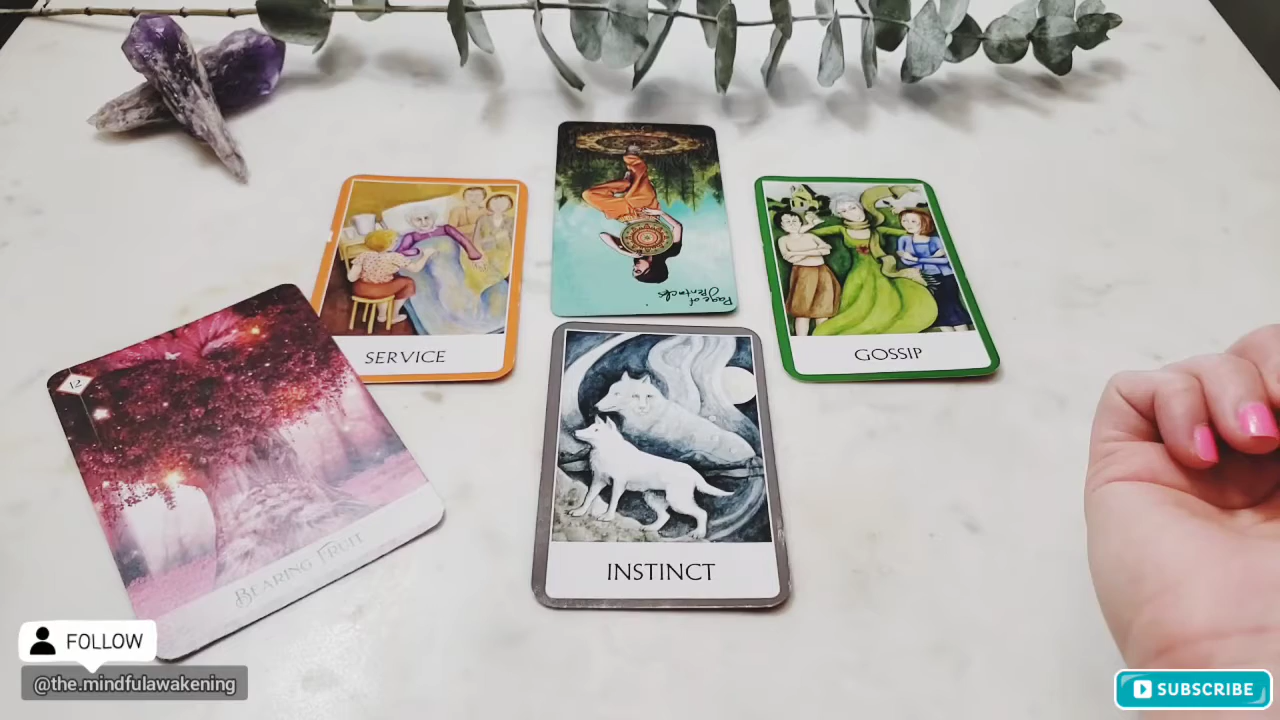 Page of
Pentacles
SERVICE
GOSSIP
12
BEARING FRUIT
INSTINCT
FOLLOW
@the.mindfulawakening
SUBSCRIBE